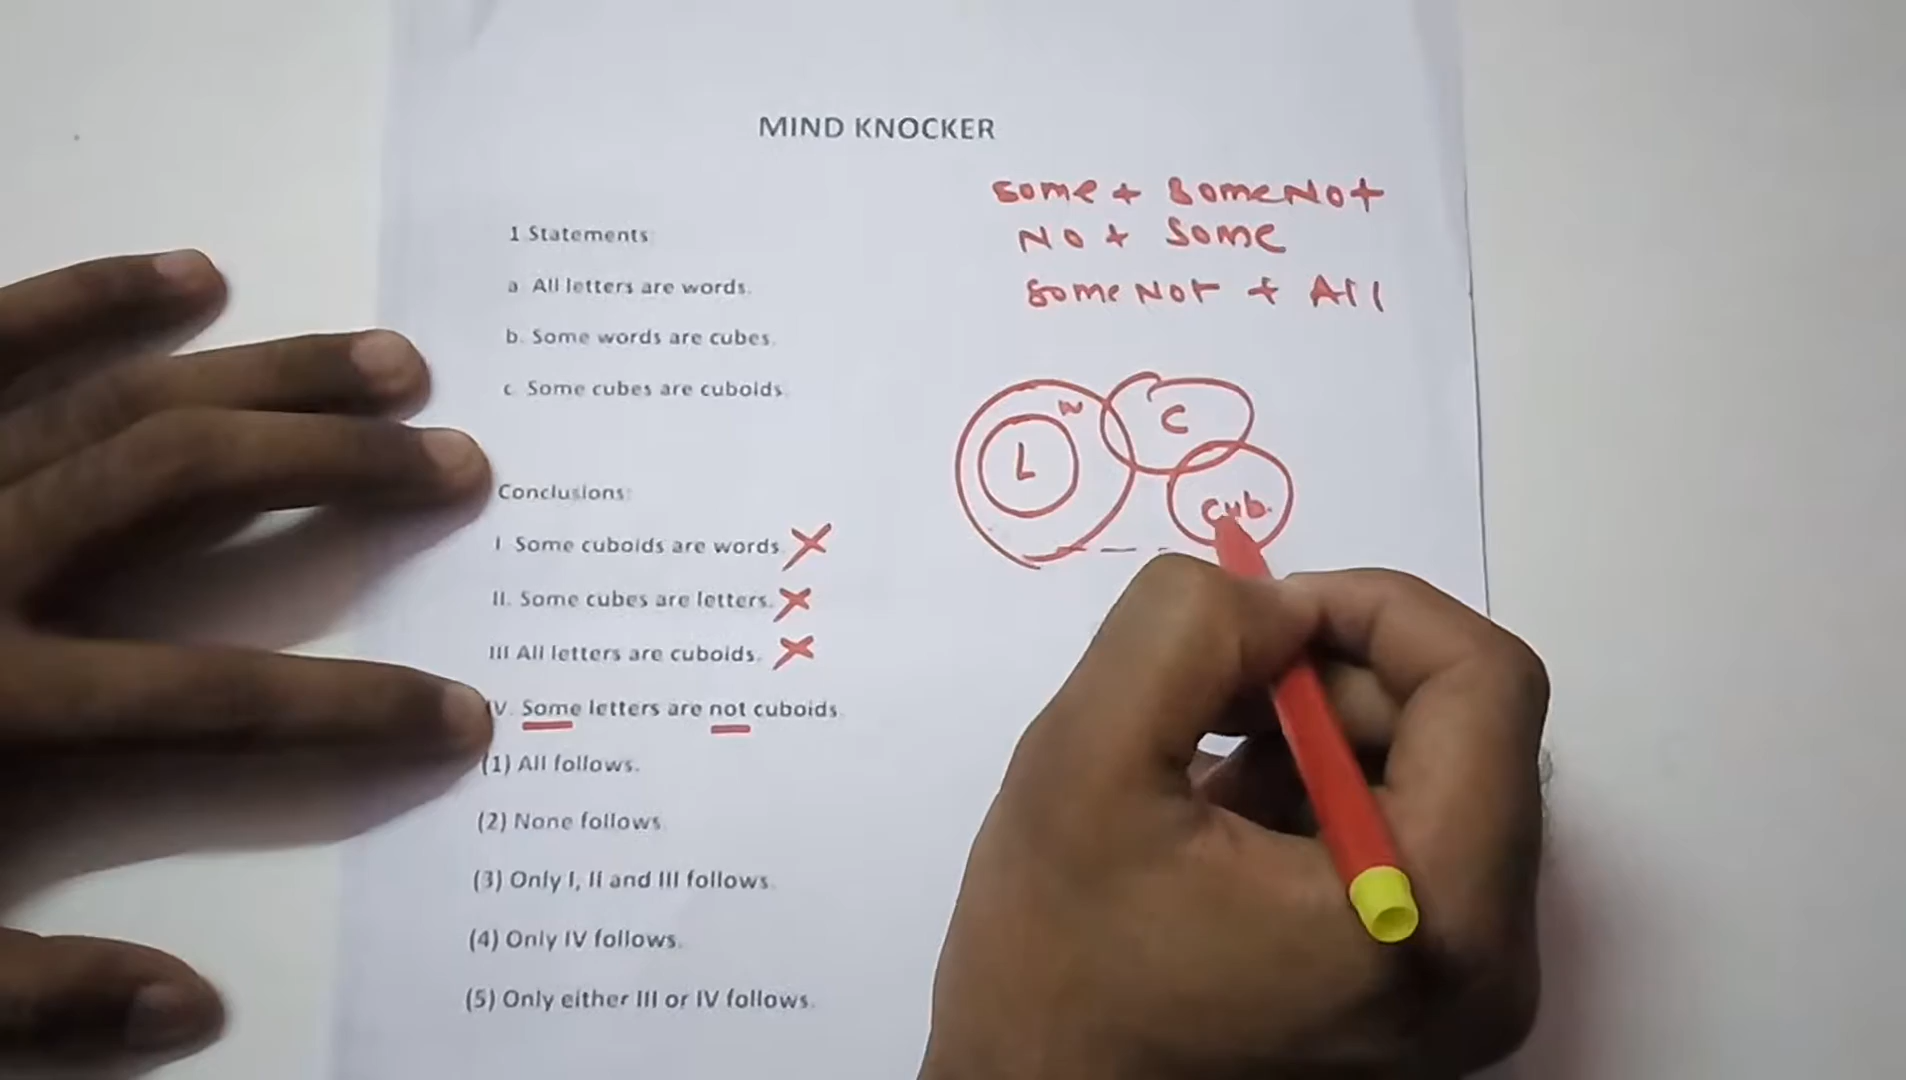 MIND KNOCKER
some + Some Not
No + Some
Some Not + All
1 Statements
a All letters are words.
b. Some words are cubes.
c Some cubes are cuboids.
L
W
C
Cub.
Conclusions:
I Some cuboids are words.
II. Some cubes are letters.
III All letters are cuboids.
IV. Some letters are not cuboids.
(1) All follows.
(2) None follows
(3) Only I, II and III follows.
(4) Only IV follows.
(5) Only either III or IV follows.